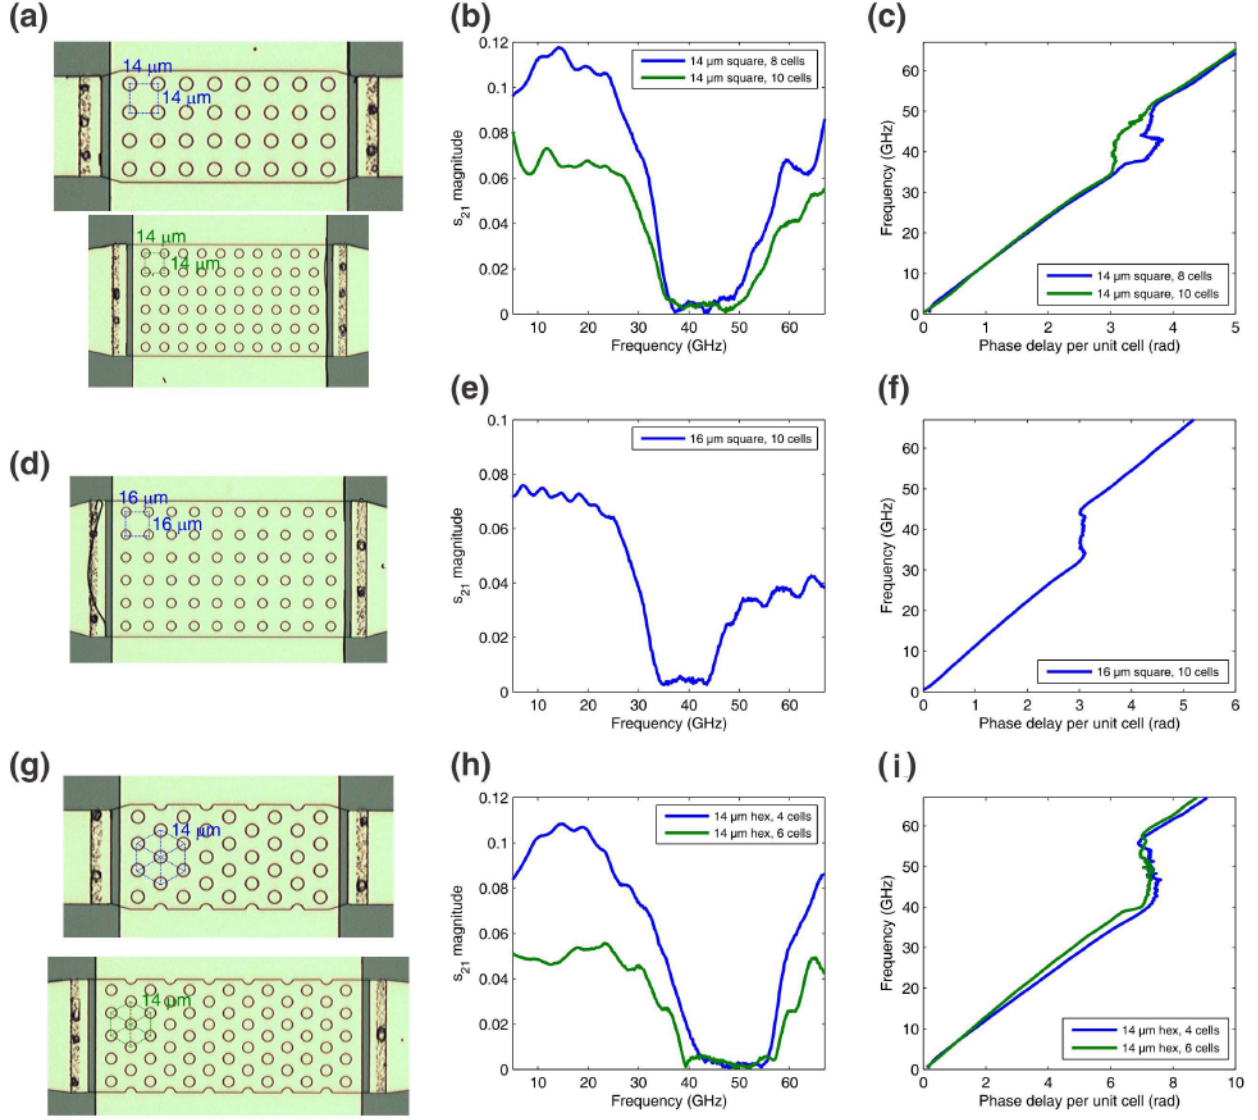 (a)
14 μm
14 μm
14 μm
14 μm
(b)
0.12
0.1
0.08
0.06
0.04
0.02
0
s21 magnitude
10 20 30 40 50 60
Frequency (GHz)
14 μm square, 8 cells
14 μm square, 10 cells
(c)
60
50
40
30
20
10
0
Frequency (GHz)
0 1 2 3 4 5
Phase delay per unit cell (rad)
14 μm square, 8 cells
14 μm square, 10 cells
(d)
16 μm
16 μm
(e)
0.1
0.08
0.06
0.04
0.02
0
s21 magnitude
10 20 30 40 50 60
Frequency (GHz)
16 μm square, 10 cells
(f)
60
50
40
30
20
10
0
Frequency (GHz)
0 1 2 3 4 5 6
Phase delay per unit cell (rad)
16 μm square, 10 cells
(g)
14 μm
14 μm
(h)
0.12
0.1
0.08
0.06
0.04
0.02
0
s21 magnitude
10 20 30 40 50 60
Frequency (GHz)
14 μm hex, 4 cells
14 μm hex, 6 cells
(i)
60
50
40
30
20
10
0
Frequency (GHz)
0 2 4 6 8 10
Phase delay per unit cell (rad)
14 μm hex, 4 cells
14 μm hex, 6 cells